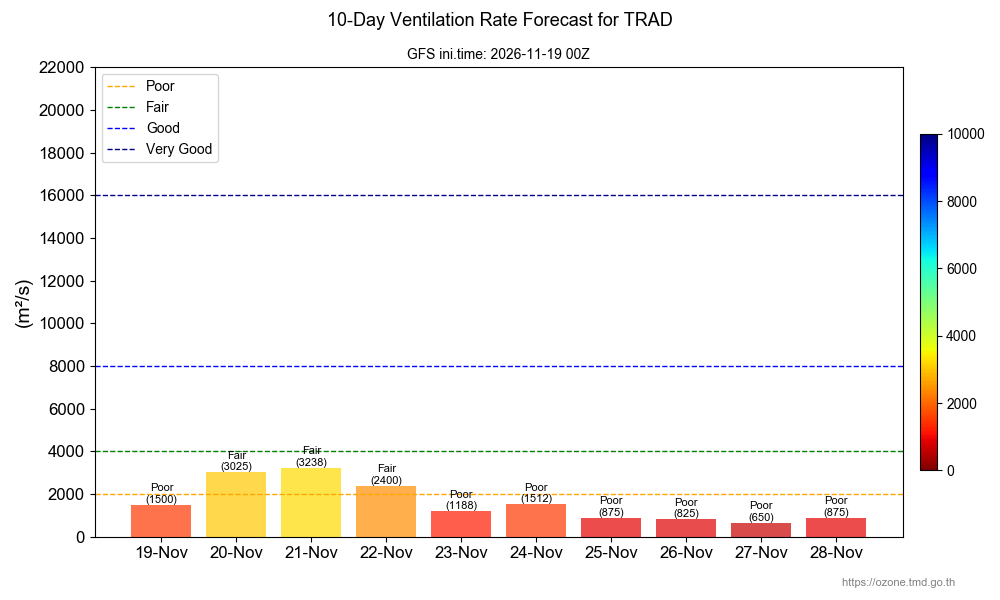 10-Day Ventilation Rate Forecast for TRAD
GFS ini.time: 2026-11-19 00Z
22000
20000
18000
16000
14000
12000
10000
8000
6000
4000
2000
0
(m²/s)
Poor
Fair
Good
Very Good
Poor
(1500)
Fair
(3025)
Fair
(3238)
Fair
(2400)
Poor
(1188)
Poor
(1512)
Poor
(875)
Poor
(825)
Poor
(650)
Poor
(875)
19-Nov
20-Nov
21-Nov
22-Nov
23-Nov
24-Nov
25-Nov
26-Nov
27-Nov
28-Nov
10000
8000
6000
4000
2000
0
https://ozone.tmd.go.th